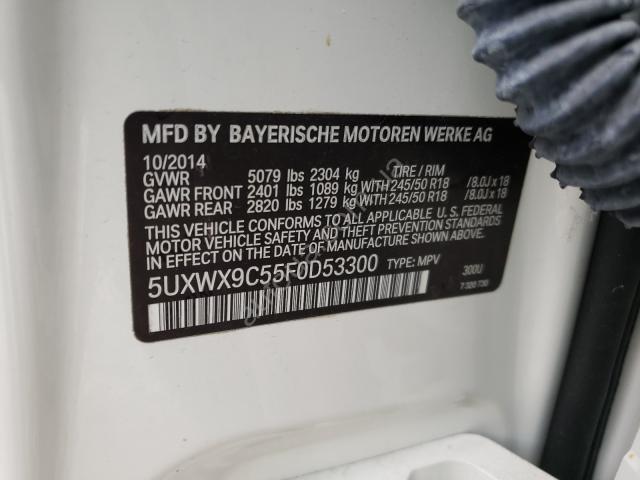 MFD BY BAYERISCHE MOTOREN WERKE AG
10/2014 TIRE / RIM
GVWR 5079 lbs 2304 kg
GAWR FRONT 2401 lbs 1089 kg WITH 245/50 R18 /8.0J x 18
GAWR REAR 2820 lbs 1279 kg WITH 245/50 R18 /8.0J x 18
THIS VEHICLE CONFORMS TO ALL APPLICABLE U. S. FEDERAL
MOTOR VEHICLE SAFETY AND THEFT PREVENTION STANDARDS
IN EFFECT ON THE DATE OF MANUFACTURE SHOWN ABOVE.
5UXWX9C55F0D53300 TYPE: MPV 300U
7 320 730